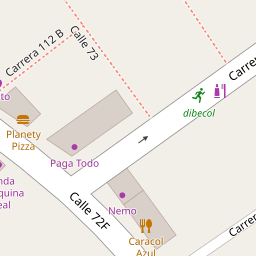 Carrera 112 B
Calle 73
Carre
to
dibecol
Planety
Pizza
Paga Todo
nda
quina
eal
Calle 72F
Nemo
Carre
Caracol
Azul